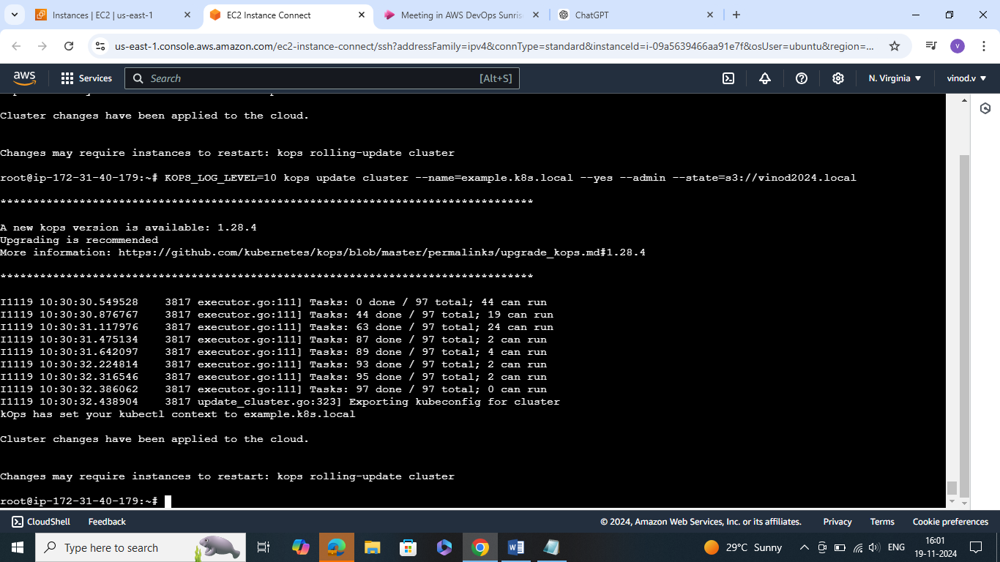 Instances | EC2 | us-east-1
EC2 Instance Connect
Meeting in AWS DevOps Sunris
ChatGPT
us-east-1.console.aws.amazon.com/ec2-instance-connect/ssh?addressFamily=ipv4&connType=standard&instanceId=i-09a5639466aa91e7f&osUser=ubuntu&region=...
V
aws
Services
Search
[Alt+S]
N. Virginia
vinod.v
Cluster changes have been applied to the cloud.
Changes may require instances to restart: kops rolling-update cluster
root@ip-172-31-40-179:~# KOPS_LOG_LEVEL=10 kops update cluster --name=example.k8s.local --yes --admin --state=s3://vinod2024.local
*********************************************************************************
A new kops version is available: 1.28.4
Upgrading is recommended
More information: https://github.com/kubernetes/kops/blob/master/permalinks/upgrade_kops.md#1.28.4
*********************************************************************************
I1119 10:30:30.549528    3817 executor.go:111] Tasks: 0 done / 97 total; 44 can run
I1119 10:30:30.876767    3817 executor.go:111] Tasks: 44 done / 97 total; 19 can run
I1119 10:30:31.117976    3817 executor.go:111] Tasks: 63 done / 97 total; 24 can run
I1119 10:30:31.475134    3817 executor.go:111] Tasks: 87 done / 97 total; 2 can run
I1119 10:30:31.642097    3817 executor.go:111] Tasks: 89 done / 97 total; 4 can run
I1119 10:30:32.224814    3817 executor.go:111] Tasks: 93 done / 97 total; 2 can run
I1119 10:30:32.316546    3817 executor.go:111] Tasks: 95 done / 97 total; 2 can run
I1119 10:30:32.386062    3817 executor.go:111] Tasks: 97 done / 97 total; 0 can run
I1119 10:30:32.438904    3817 update_cluster.go:323] Exporting kubeconfig for cluster
kOps has set your kubectl context to example.k8s.local
Cluster changes have been applied to the cloud.
Changes may require instances to restart: kops rolling-update cluster
root@ip-172-31-40-179:~#
CloudShell
Feedback
© 2024, Amazon Web Services, Inc. or its affiliates.
Privacy
Terms
Cookie preferences
Type here to search
29°C Sunny
ENG
16:01
19-11-2024